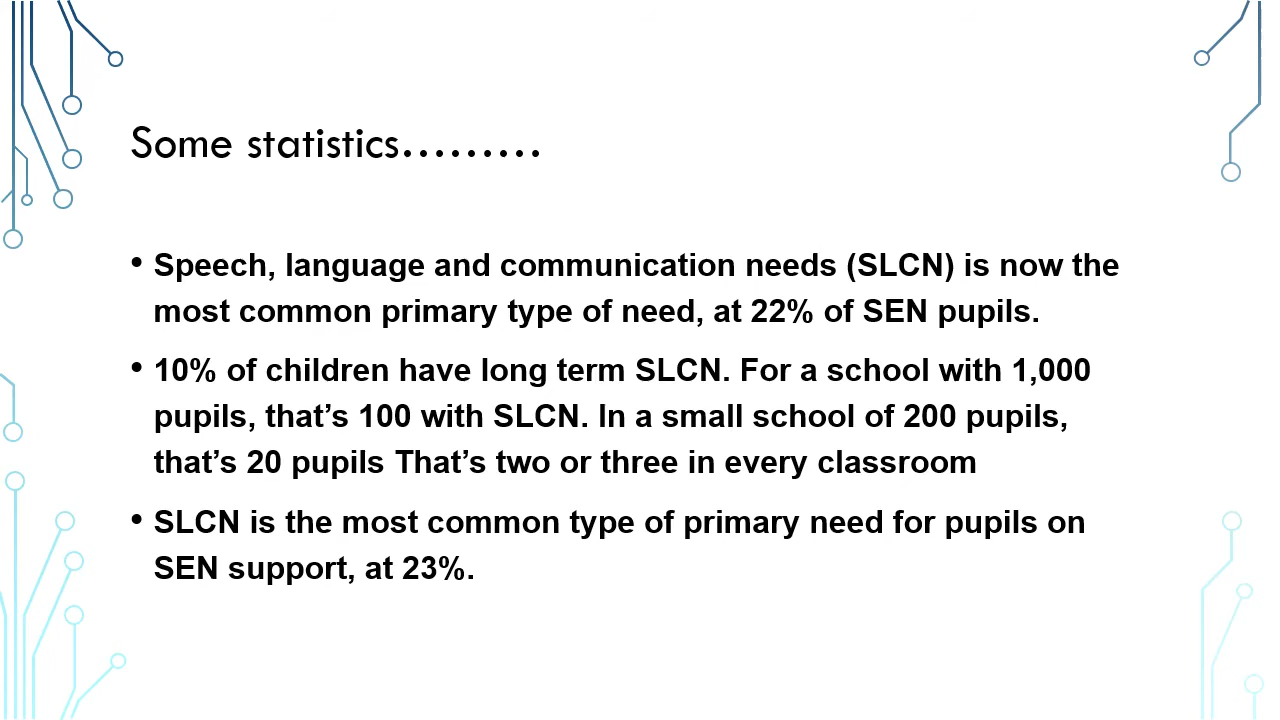 Some statistics.........
• Speech, language and communication needs (SLCN) is now the
most common primary type of need, at 22% of SEN pupils.
• 10% of children have long term SLCN. For a school with 1,000
pupils, that’s 100 with SLCN. In a small school of 200 pupils,
that’s 20 pupils That’s two or three in every classroom
• SLCN is the most common type of primary need for pupils on
SEN support, at 23%.